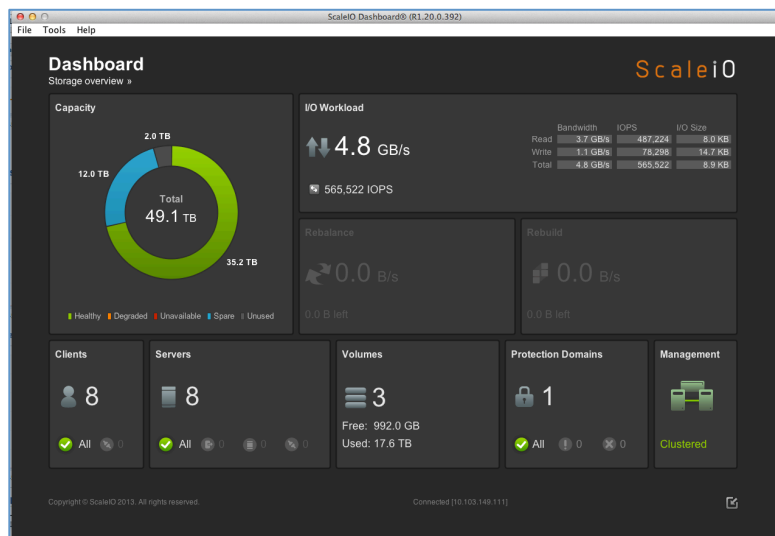 ScaleIO Dashboard® (R1.20.0.392)
File Tools Help
Dashboard
Storage overview »
ScaleiO
Capacity
2.0 TB
12.0 TB
Total
49.1 TB
35.2 TB
Healthy Degraded Unavailable Spare Unused
I/O Workload
4.8 GB/s
565,522 IOPS
Bandwidth IOPS I/O Size
Read 3.7 GB/s 487,224 8.0 KB
Write 1.1 GB/s 78,298 14.7 KB
Total 4.8 GB/s 565,522 8.9 KB
Rebalance
0.0 B/s
0.0 B left
Rebuild
0.0 B/s
0.0 B left
Clients
8
All 0
Servers
8
All 0 0 0
Volumes
3
Free: 992.0 GB
Used: 17.6 TB
Protection Domains
1
All 0 0
Management
Clustered
Copyright © ScaleIO 2013. All rights reserved.
Connected [10.103.149.111]